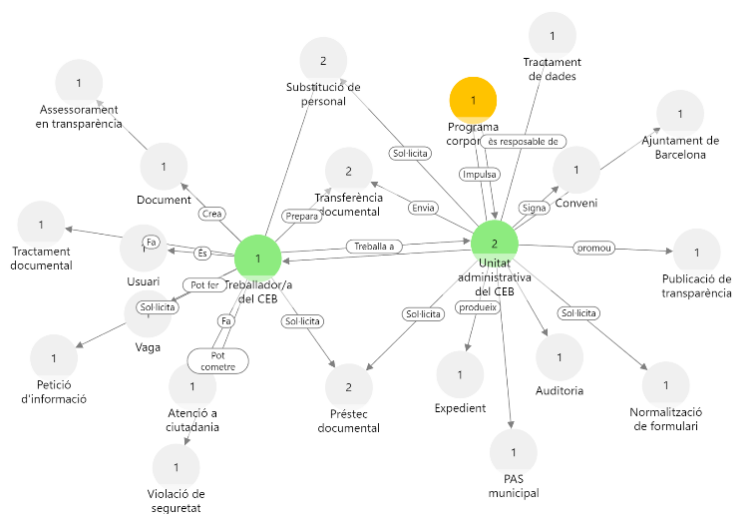 1
Tractament
de dades
2
Substitució de
personal
1
Assessorament
en transparència
1
Programa
és resposable de
1
Ajuntament de
Barcelona
Sol·licita
1
Document
2
Transferència
documental
Impulsa
1
Conveni
Crea
Prepara
Envia
Signa
1
Tractament
documental
Fa
Es
Usuari
1
Treballador/a
del CEB
Treballa a
2
Unitat
administrativa
del CEB
promou
1
Publicació de
transparència
Pot fer
Sol·licita
Vaga
Fa
Sol·licita
Sol·licita
produeix
Sol·licita
1
Petició
d'informació
Pot
cometre
1
Atenció a
ciutadania
2
Préstec
documental
1
Expedient
1
Auditoria
1
Normalització
de formulari
1
Violació de
seguretat
1
PAS
municipal